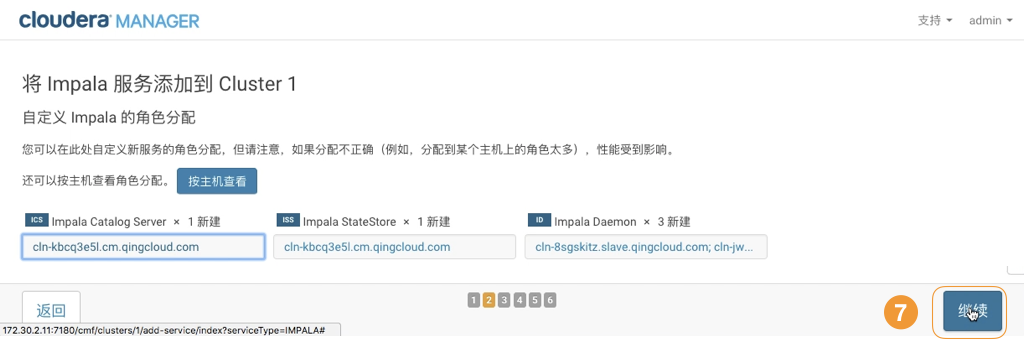 cloudera MANAGER
支持 admin
将 Impala 服务添加到 Cluster 1
自定义 Impala 的角色分配
您可以在此处自定义新服务的角色分配，但请注意，如果分配不正确（例如，分配到某个主机上的角色太多），性能受到影响。
还可以按主机查看角色分配。 按主机查看
ICS Impala Catalog Server × 1 新建 ISS Impala StateStore × 1 新建 ID Impala Daemon × 3 新建
cln-kbcq3e5l.cm.qingcloud.com cln-kbcq3e5l.cm.qingcloud.com cln-8sgskitz.slave.qingcloud.com; cln-jw...
返回 1 2 3 4 5 6 7 继续
172.30.2.11:7180/cmf/clusters/1/add-service/index?serviceType=IMPALA#